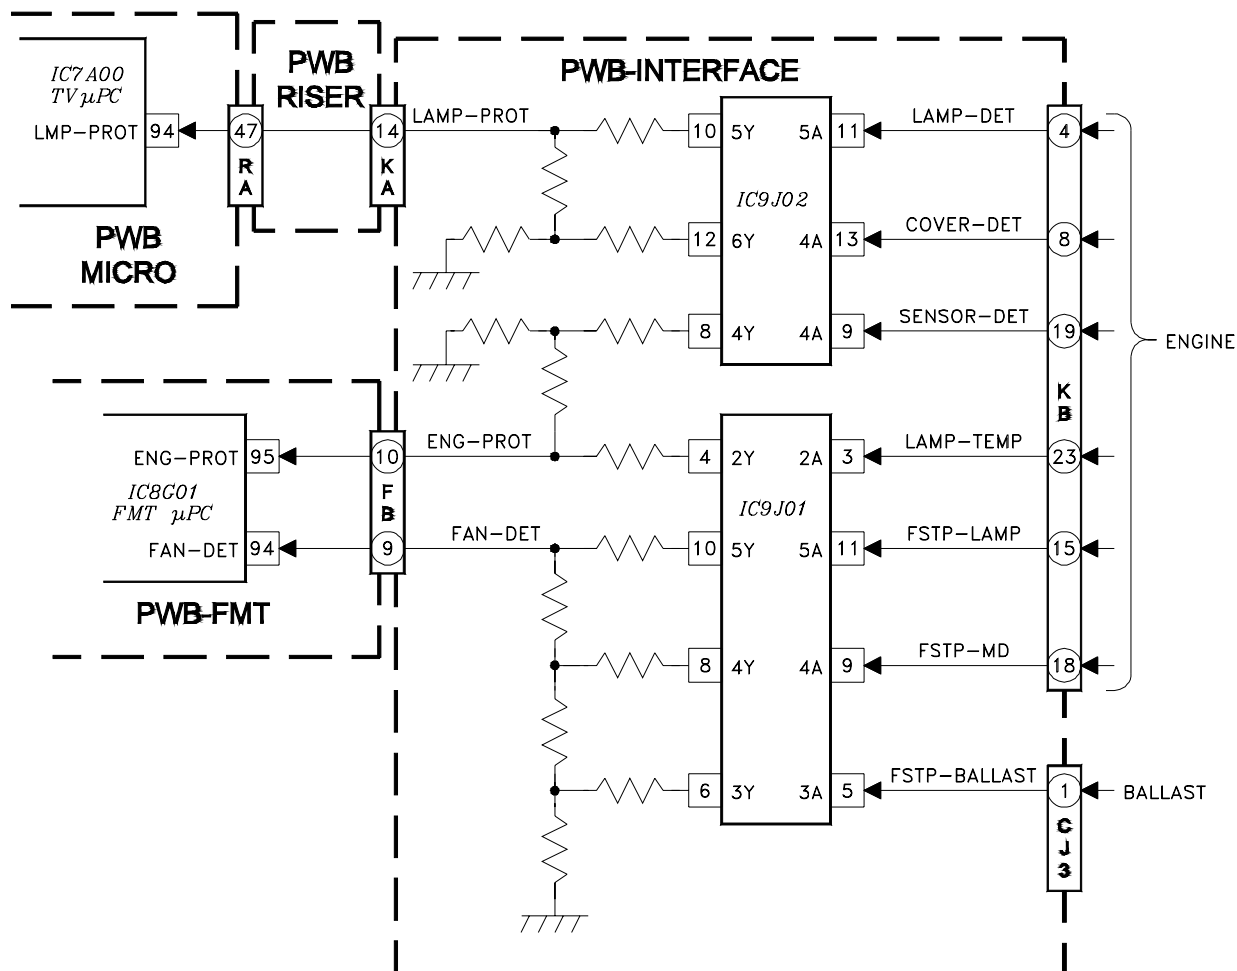 PWB
RISER
PWB-INTERFACE
IC7A00
TV µPC
LMP-PROT 94
47
R
A
14
K
A
LAMP-PROT
10 5Y 5A 11
LAMP-DET
4
IC9J02
12 6Y 4A 13
COVER-DET
8
PWB
MICRO
8 4Y 4A 9
SENSOR-DET
19
ENGINE
K
B
ENG-PROT 95
10
F
B
ENG-PROT
4 2Y 2A 3
LAMP-TEMP
23
IC8G01
FMT µPC
IC9J01
FAN-DET 94
9
FAN-DET
10 5Y 5A 11
FSTP-LAMP
15
PWB-FMT
8 4Y 4A 9
FSTP-MD
18
6 3Y 3A 5
FSTP-BALLAST
1
BALLAST
C
J
3